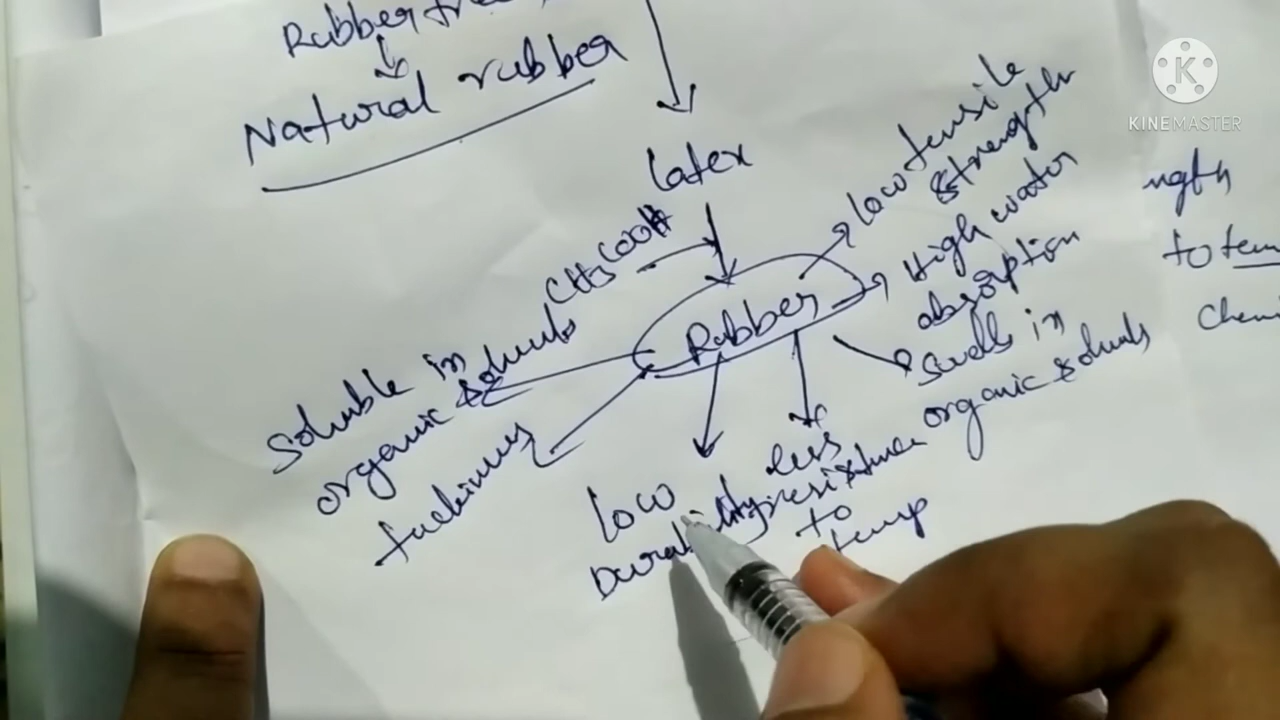 Rubber tree
Natural rubber
latex
CH3COOH
Rubber
low tensile
strength
High water
absorption
Swells in
organic solvents
less
resistance
to
temp
low
Durability
Soluble in
organic solvents
ngth
to tem
Chemi
KINEMASTER